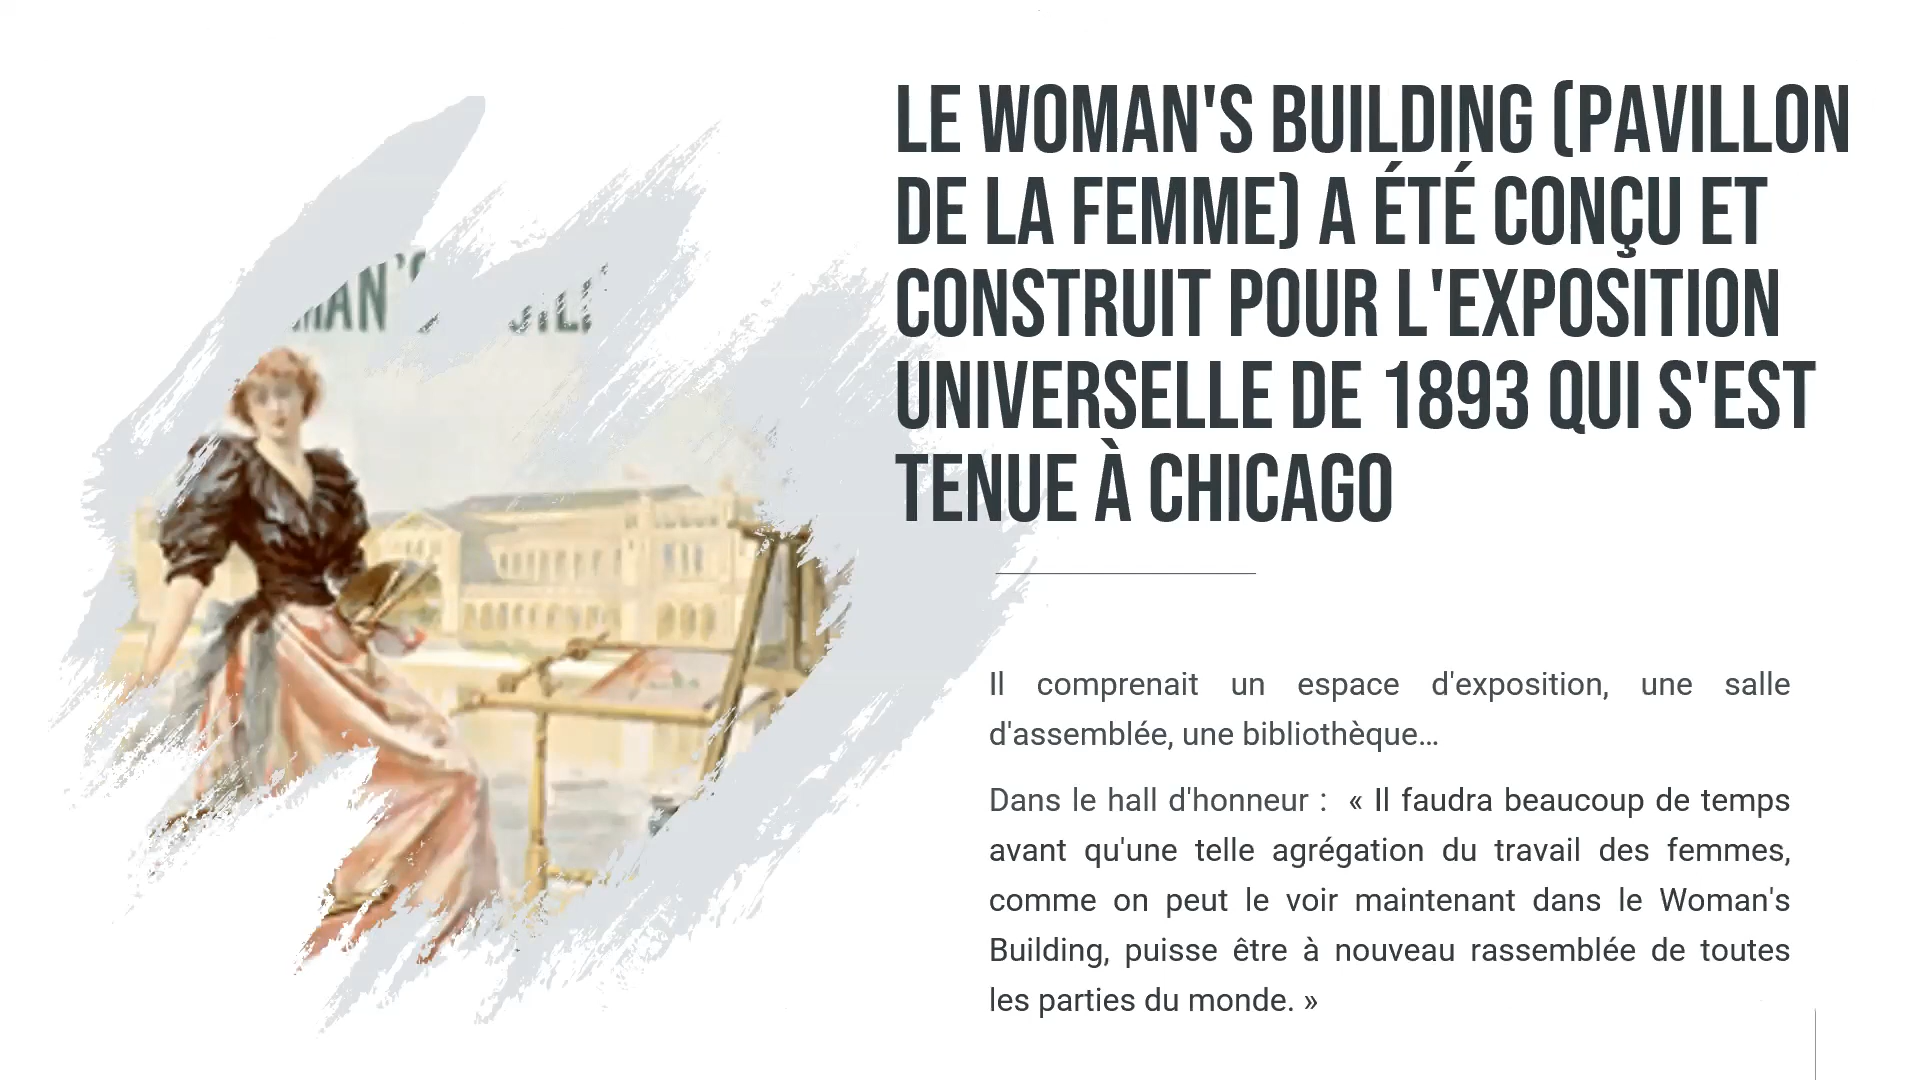 LE WOMAN'S BUILDING (PAVILLON
DE LA FEMME) A ÉTÉ CONÇU ET
CONSTRUIT POUR L'EXPOSITION
UNIVERSELLE DE 1893 QUI S'EST
TENUE À CHICAGO
Il comprenait un espace d'exposition, une salle
d'assemblée, une bibliothèque…
Dans le hall d'honneur : « Il faudra beaucoup de temps
avant qu'une telle agrégation du travail des femmes,
comme on peut le voir maintenant dans le Woman's
Building, puisse être à nouveau rassemblée de toutes
les parties du monde. »